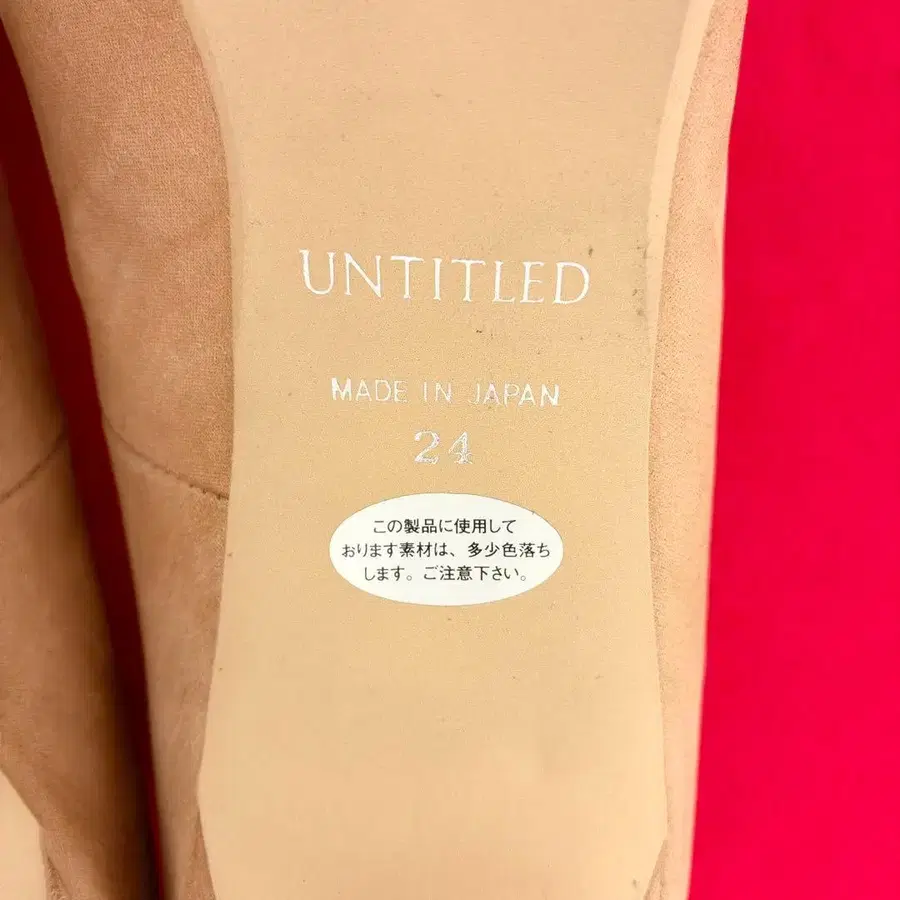 UNTITLED
MADE IN JAPAN
24
この製品に使用して
おります素材は、多少色落ち
します。ご注意下さい。